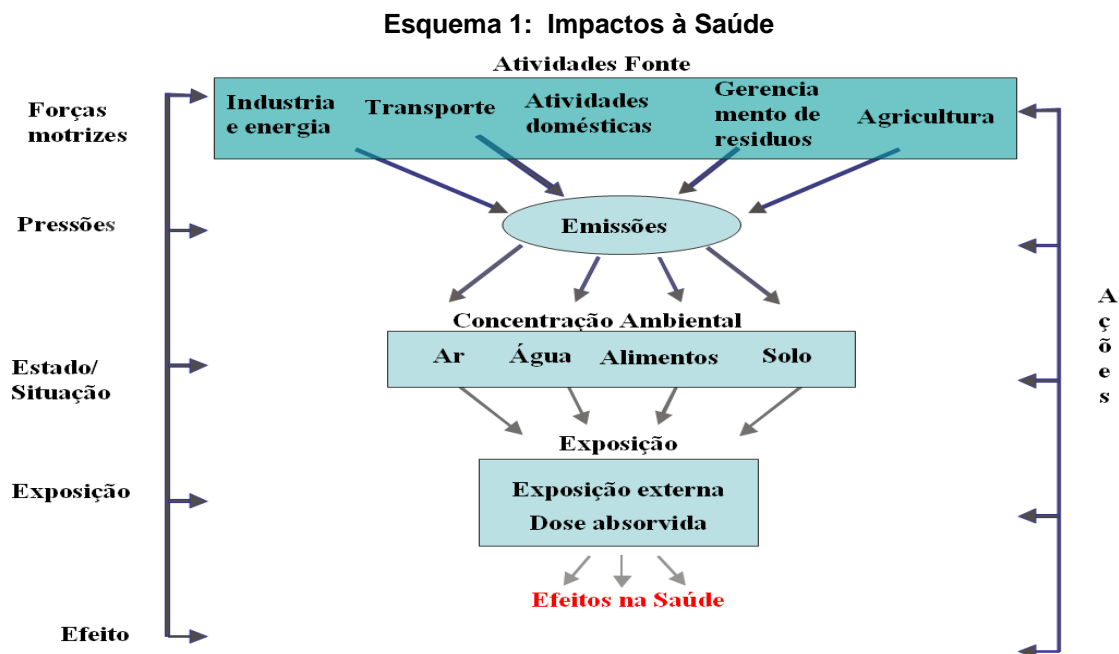 Esquema 1: Impactos à Saúde
Atividades Fonte
Forças
motrizes
Industria
e energia
Transporte
Atividades
domésticas
Gerencia
mento de
residuos
Agricultura
Pressões
Emissões
Concentração Ambiental
Estado/
Situação
Ar
Água
Alimentos
Solo
Exposição
Exposição
Exposição externa
Dose absorvida
Efeitos na Saúde
Efeito
Ações